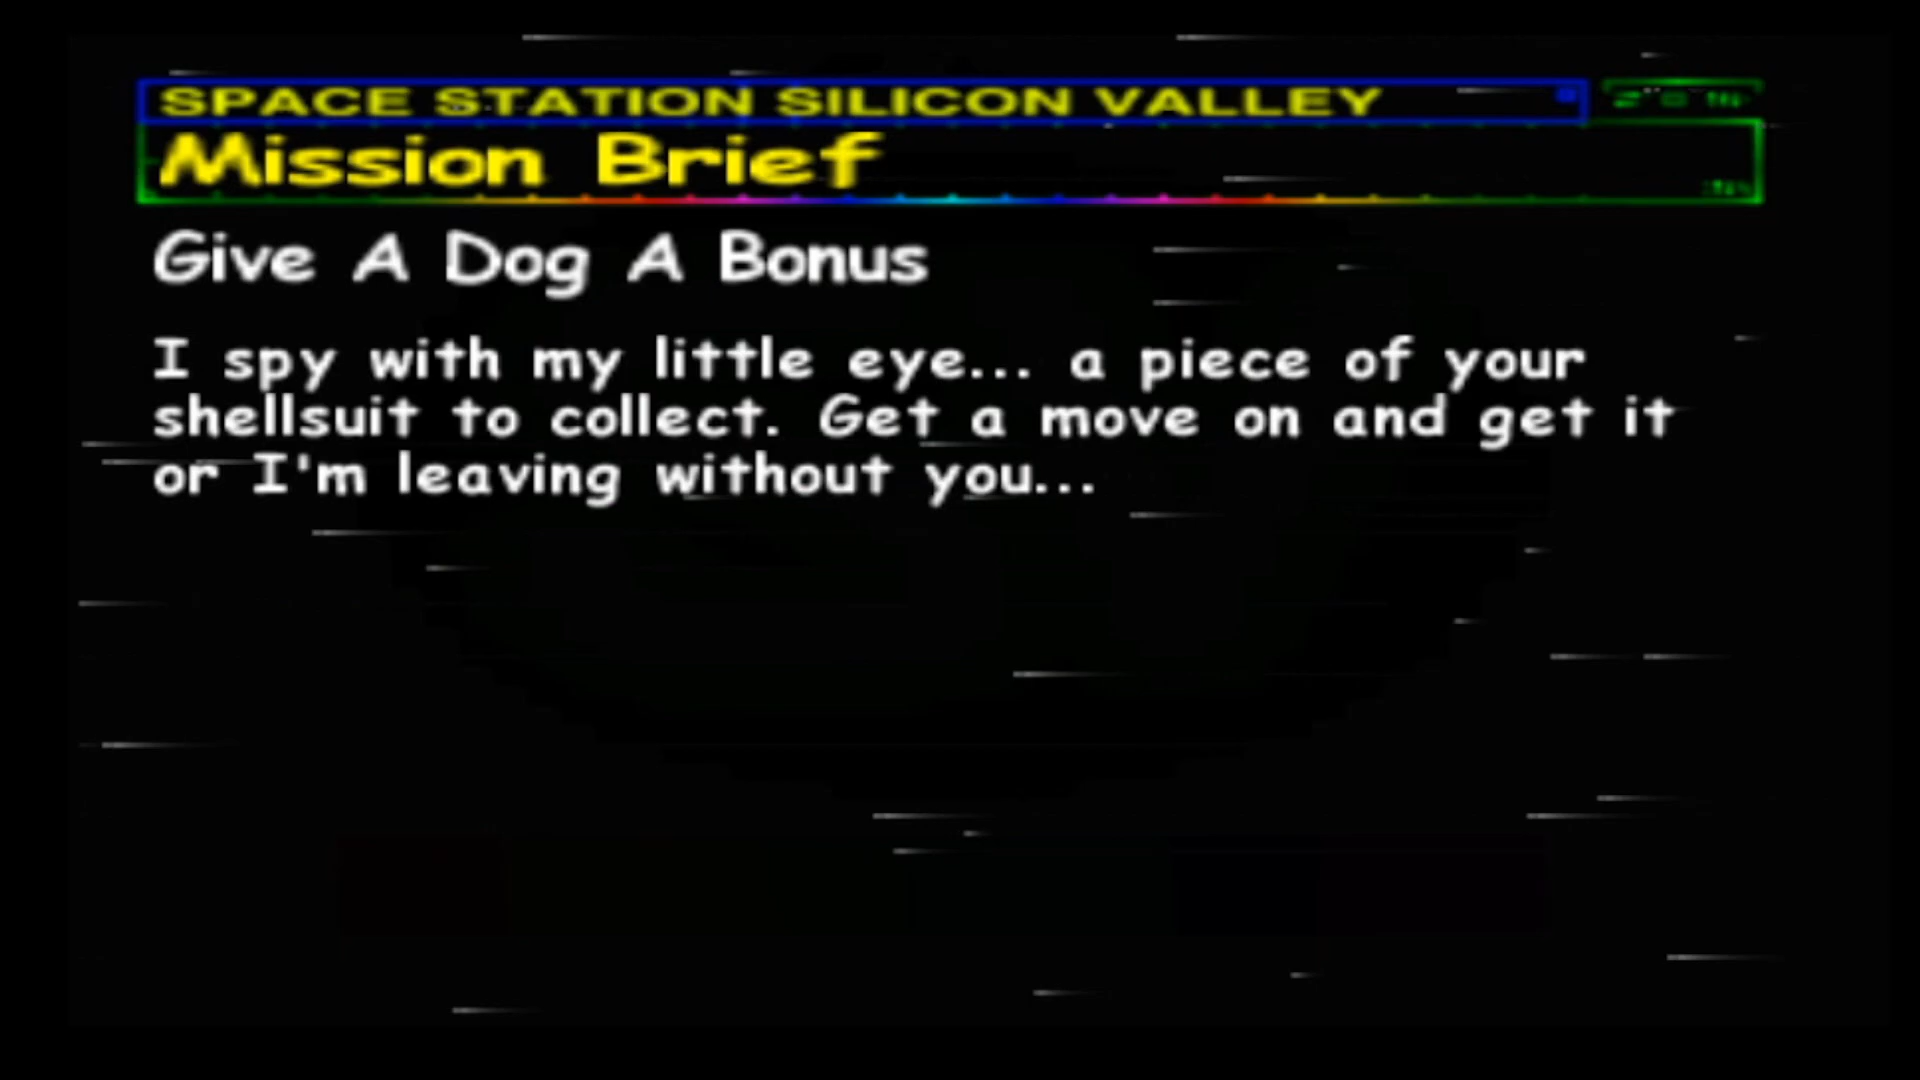 SPACE STATION SILICON VALLEY
Mission Brief
Give A Dog A Bonus
I spy with my little eye... a piece of your
shellsuit to collect. Get a move on and get it
or I'm leaving without you...